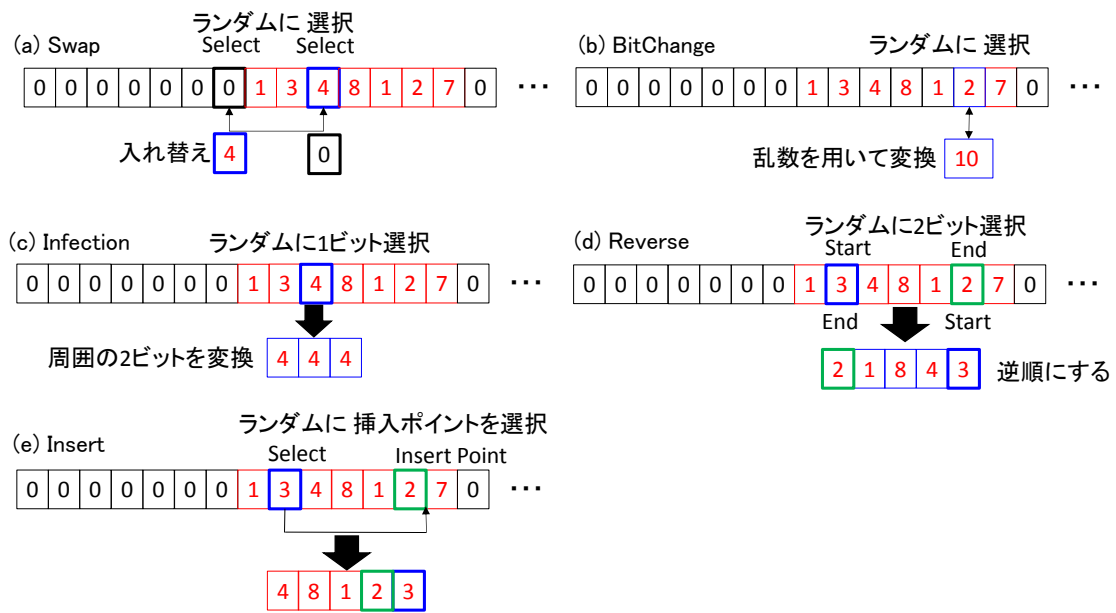 ランダムに 選択
(a) Swap
Select Select
0 0 0 0 0 0 0 1 3 4 8 1 2 7 0 ・・・
入れ替え 4 0
(b) BitChange ランダムに 選択
0 0 0 0 0 0 0 1 3 4 8 1 2 7 0 ・・・
乱数を用いて変換 10
(c) Infection ランダムに1ビット選択
0 0 0 0 0 0 0 1 3 4 8 1 2 7 0 ・・・
周囲の2ビットを変換 4 4 4
ランダムに2ビット選択
(d) Reverse Start End
0 0 0 0 0 0 0 1 3 4 8 1 2 7 0 ・・・
End Start
2 1 8 4 3 逆順にする
ランダムに 挿入ポイントを選択
(e) Insert
Select Insert Point
0 0 0 0 0 0 0 1 3 4 8 1 2 7 0 ・・・
4 8 1 2 3